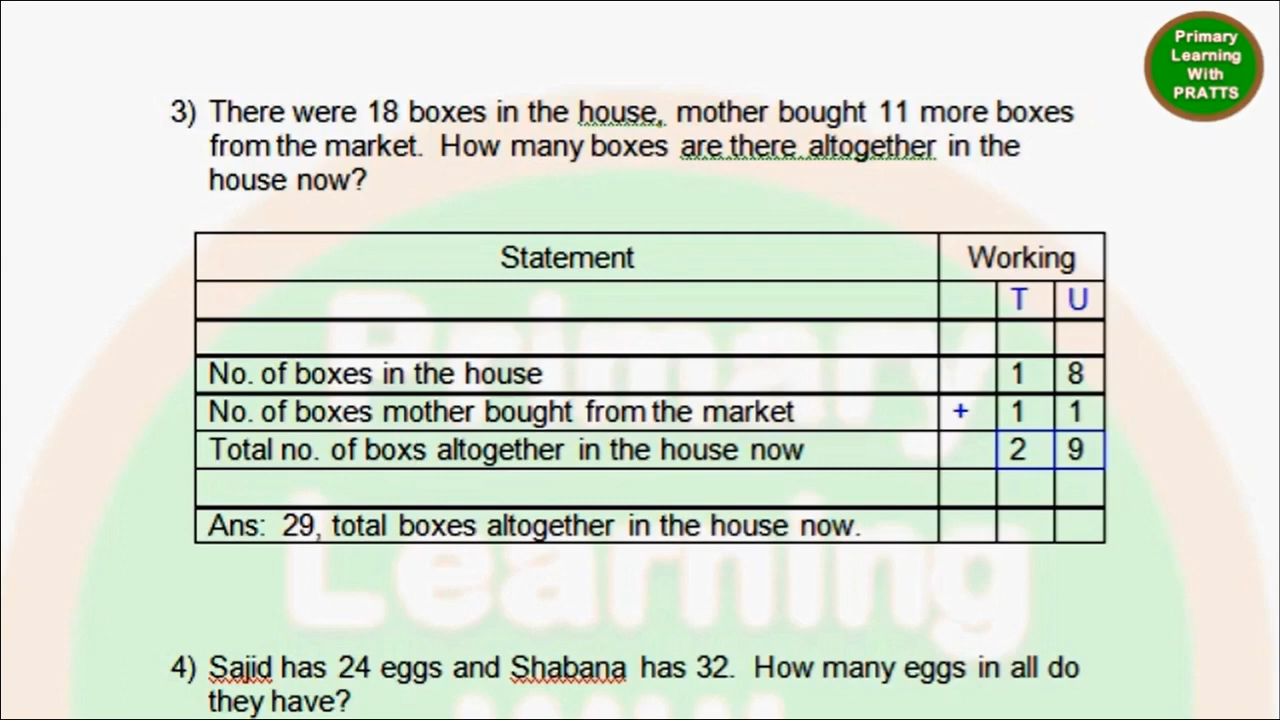 Primary
Learning
With
PRATTS
3) There were 18 boxes in the house, mother bought 11 more boxes
from the market. How many boxes are there altogether in the
house now?
Statement Working
T U
No. of boxes in the house 1 8
No. of boxes mother bought from the market + 1 1
Total no. of boxs altogether in the house now 2 9
Ans: 29, total boxes altogether in the house now.
4) Sajid has 24 eggs and Shabana has 32. How many eggs in all do
they have?
Primary
Learning